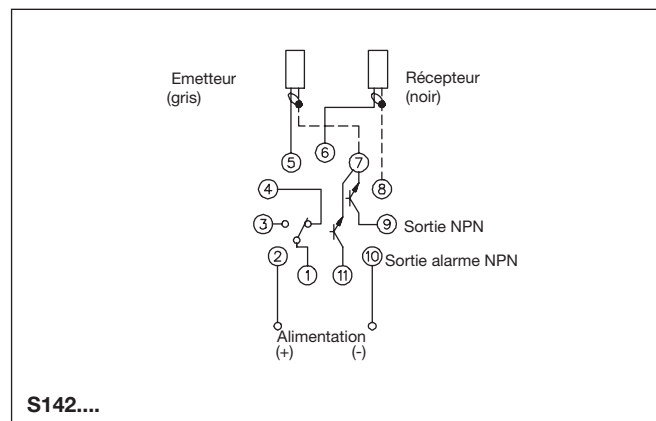 Emetteur
(gris)
Récepteur
(noir)
5
6
7
8
4
3
9 Sortie NPN
2
1
11
10 Sortie alarme NPN
Alimentation
(+) (-)
S142....